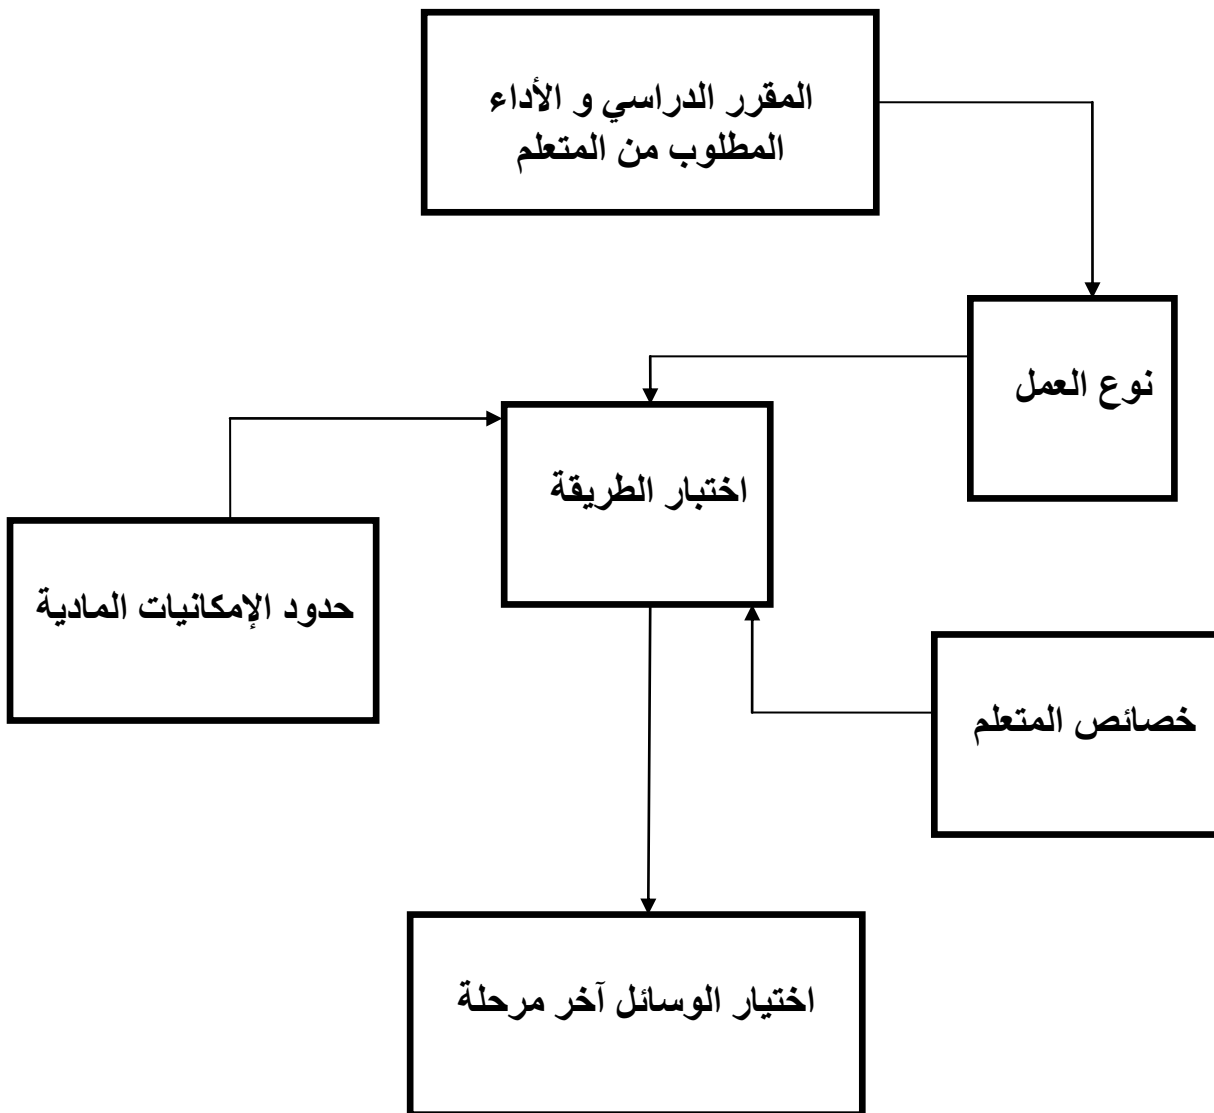 المقرر الدراسي و الأداء
المطلوب من المتعلم
نوع العمل
اختبار الطريقة
حدود الإمكانيات المادية
خصائص المتعلم
اختيار الوسائل آخر مرحلة